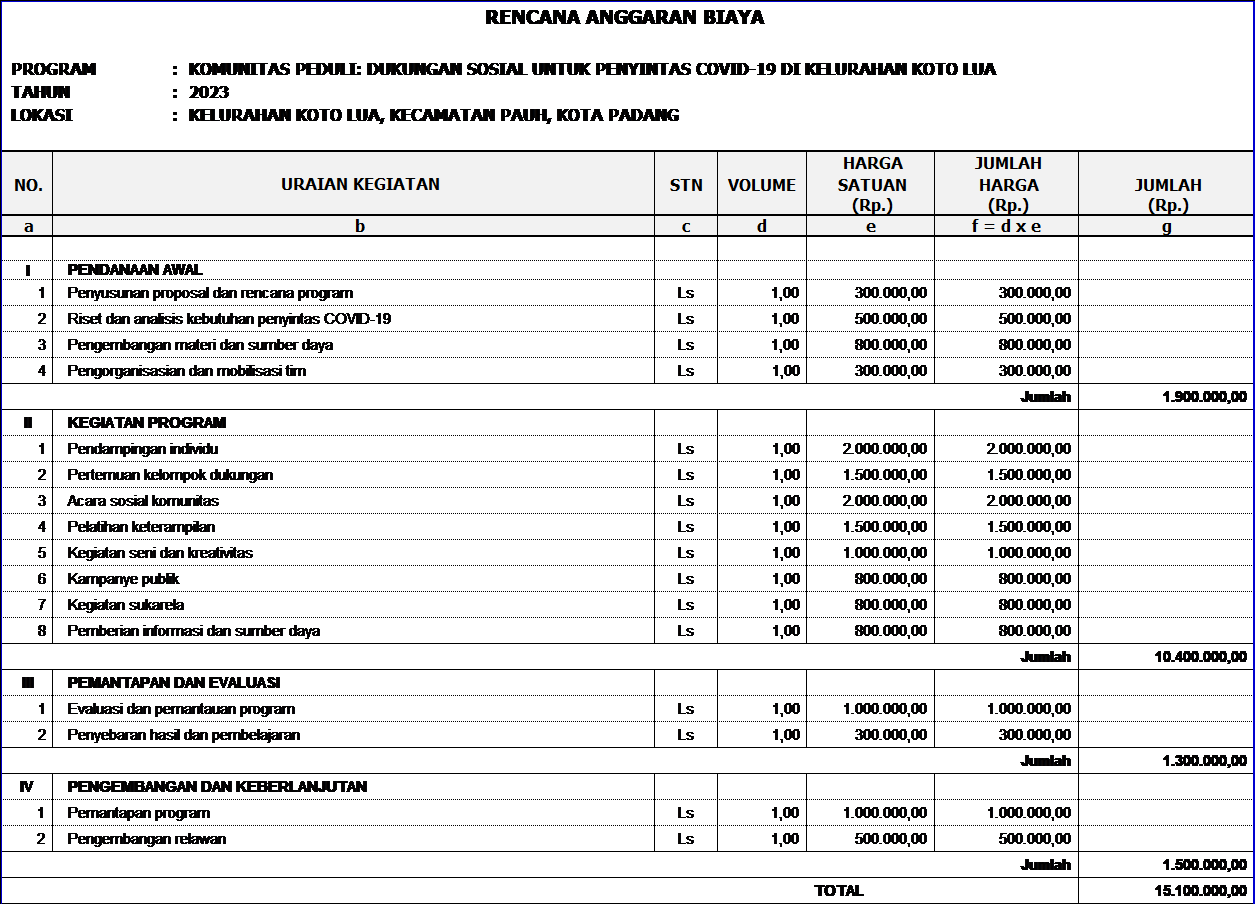 RENCANA ANGGARAN BIAYA
PROGRAM : KOMUNITAS PEDULI: DUKUNGAN SOSIAL UNTUK PENYINTAS COVID-19 DI KELURAHAN KOTO LUA
TAHUN : 2023
LOKASI : KELURAHAN KOTO LUA, KECAMATAN PAUH, KOTA PADANG
NO. URAIAN KEGIATAN STN VOLUME HARGA SATUAN (Rp.) JUMLAH HARGA (Rp.) JUMLAH (Rp.)
a b c d e f = d x e g
I PENDANAAN AWAL
1 Penyusunan proposal dan rencana program Ls 1,00 300.000,00 300.000,00
2 Riset dan analisis kebutuhan penyintas COVID-19 Ls 1,00 500.000,00 500.000,00
3 Pengembangan materi dan sumber daya Ls 1,00 800.000,00 800.000,00
4 Pengorganisasian dan mobilisasi tim Ls 1,00 300.000,00 300.000,00
Jumlah 1.900.000,00
II KEGIATAN PROGRAM
1 Pendampingan individu Ls 1,00 2.000.000,00 2.000.000,00
2 Pertemuan kelompok dukungan Ls 1,00 1.500.000,00 1.500.000,00
3 Acara sosial komunitas Ls 1,00 2.000.000,00 2.000.000,00
4 Pelatihan keterampilan Ls 1,00 1.500.000,00 1.500.000,00
5 Kegiatan seni dan kreativitas Ls 1,00 1.000.000,00 1.000.000,00
6 Kampanye publik Ls 1,00 800.000,00 800.000,00
7 Kegiatan sukarela Ls 1,00 800.000,00 800.000,00
8 Pemberian informasi dan sumber daya Ls 1,00 800.000,00 800.000,00
Jumlah 10.400.000,00
III PEMANTAPAN DAN EVALUASI
1 Evaluasi dan pemantauan program Ls 1,00 1.000.000,00 1.000.000,00
2 Penyebaran hasil dan pembelajaran Ls 1,00 300.000,00 300.000,00
Jumlah 1.300.000,00
IV PENGEMBANGAN DAN KEBERLANJUTAN
1 Pemantapan program Ls 1,00 1.000.000,00 1.000.000,00
2 Pengembangan relawan Ls 1,00 500.000,00 500.000,00
Jumlah 1.500.000,00
TOTAL 15.100.000,00